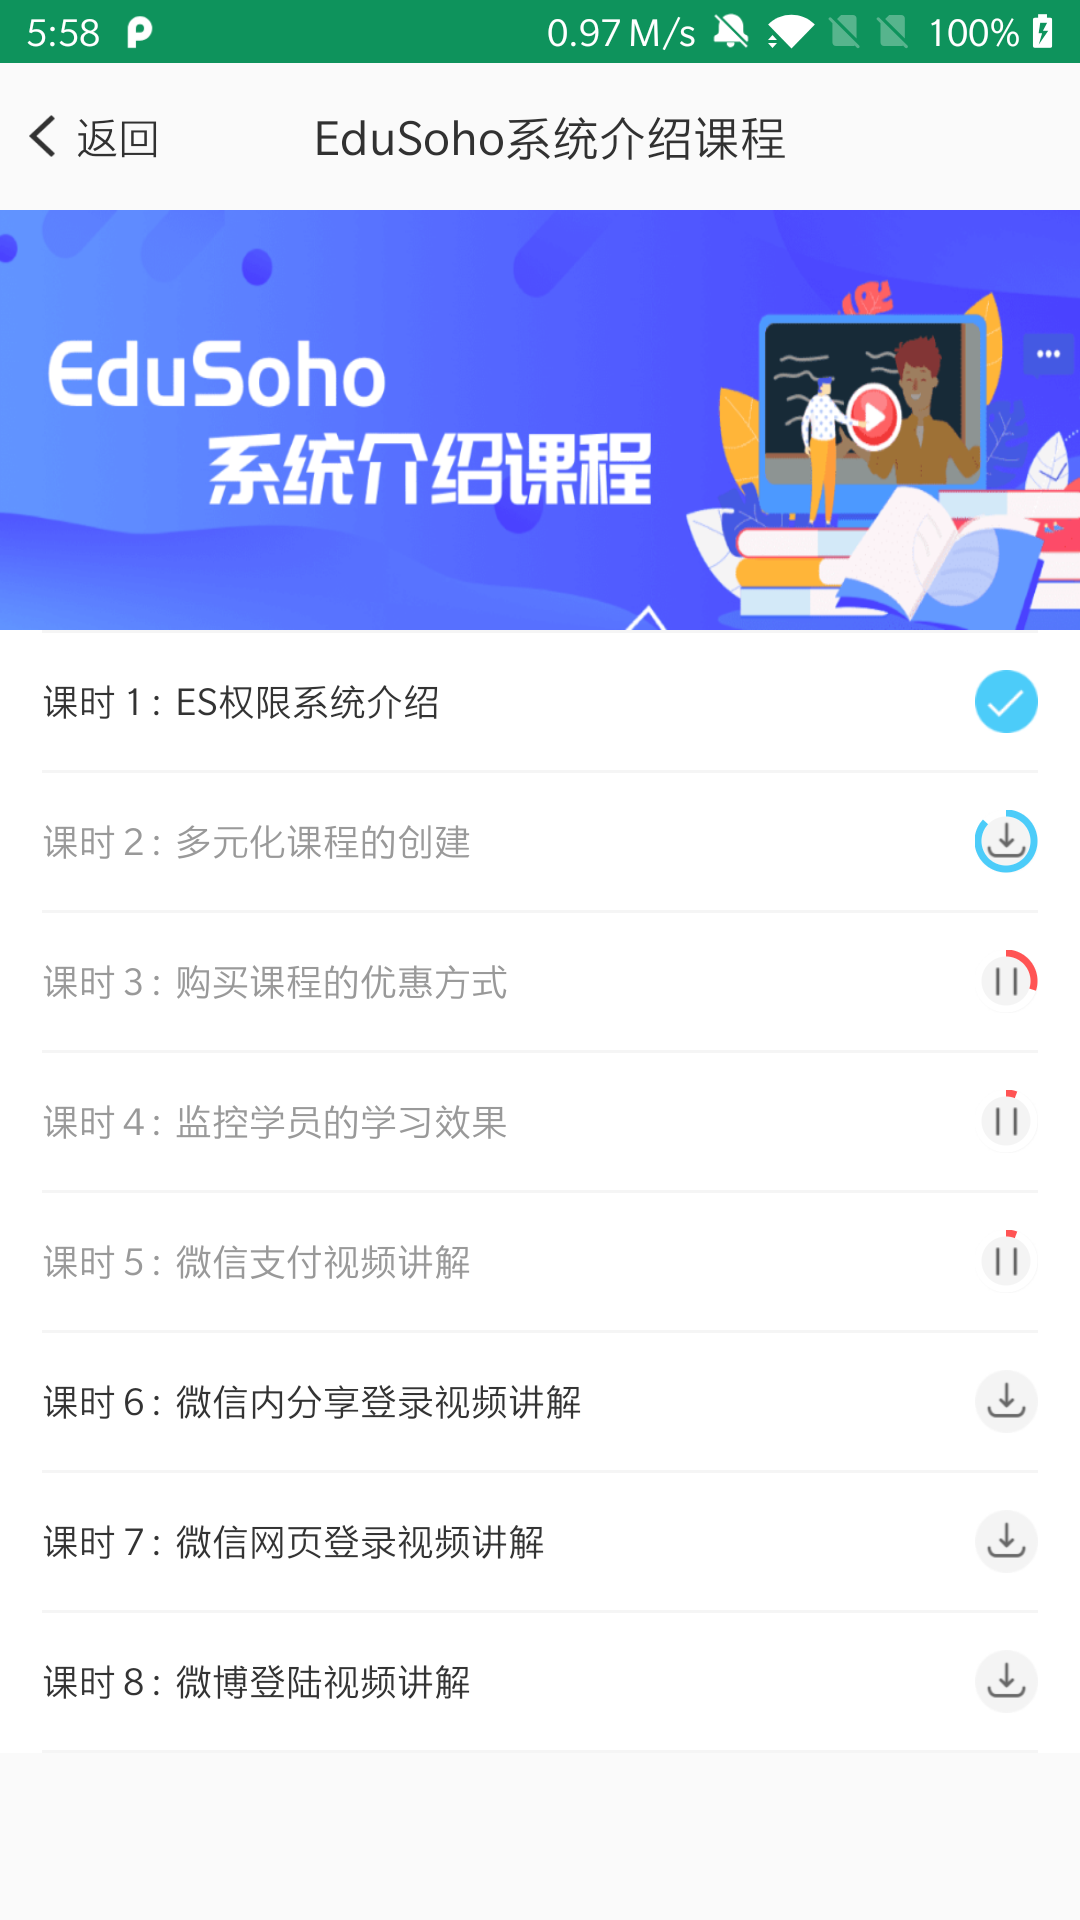 5:58 0.97 M/s 100%
返回 EduSoho系统介绍课程
EduSoho
系统介绍课程
课时 1 : ES权限系统介绍
课时 2 : 多元化课程的创建
课时 3 : 购买课程的优惠方式
课时 4 : 监控学员的学习效果
课时 5 : 微信支付视频讲解
课时 6 : 微信内分享登录视频讲解
课时 7 : 微信网页登录视频讲解
课时 8 : 微博登陆视频讲解